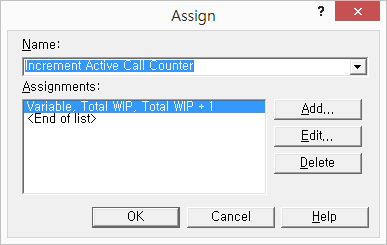 Assign
?
Name:
Increment Active Call Counter
Assignments:
Variable, Total WIP, Total WIP + 1
<End of list>
Add...
Edit...
Delete
OK
Cancel
Help